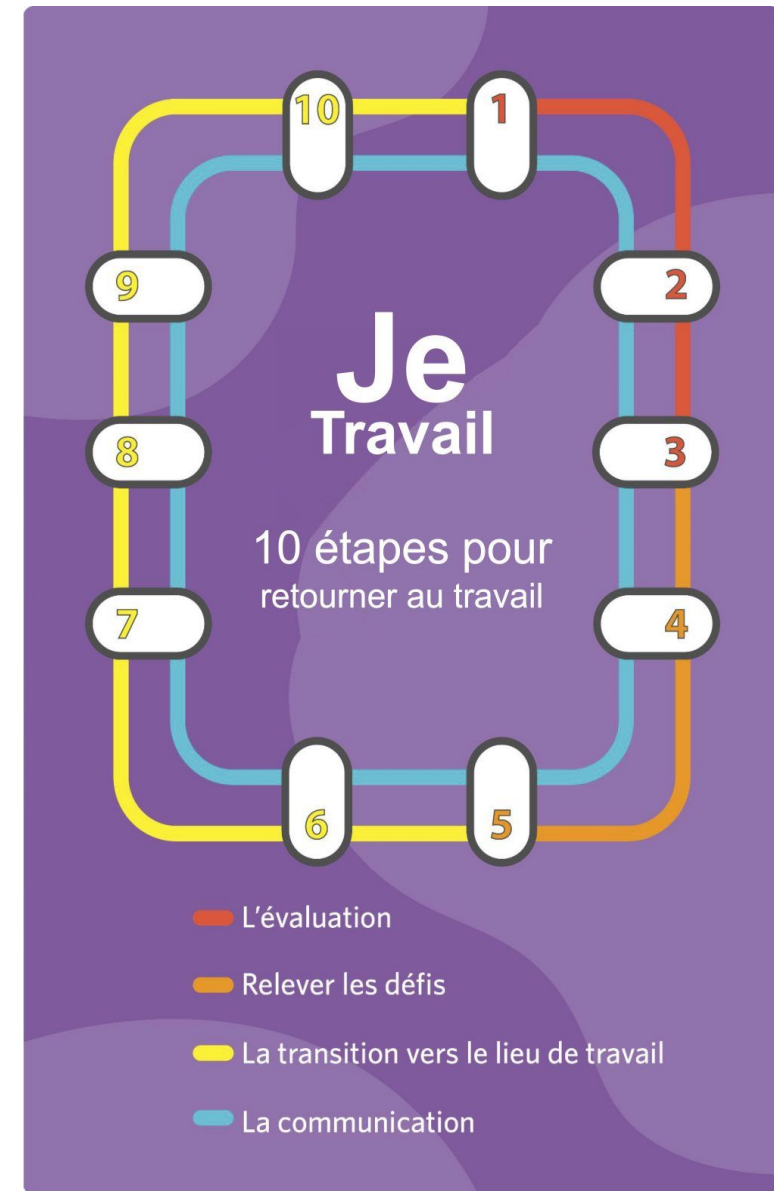 10
1
9
2
8
3
7
4
6
5
Je
Travail
10 étapes pour
retourner au travail
L'évaluation
Relever les défis
La transition vers le lieu de travail
La communication